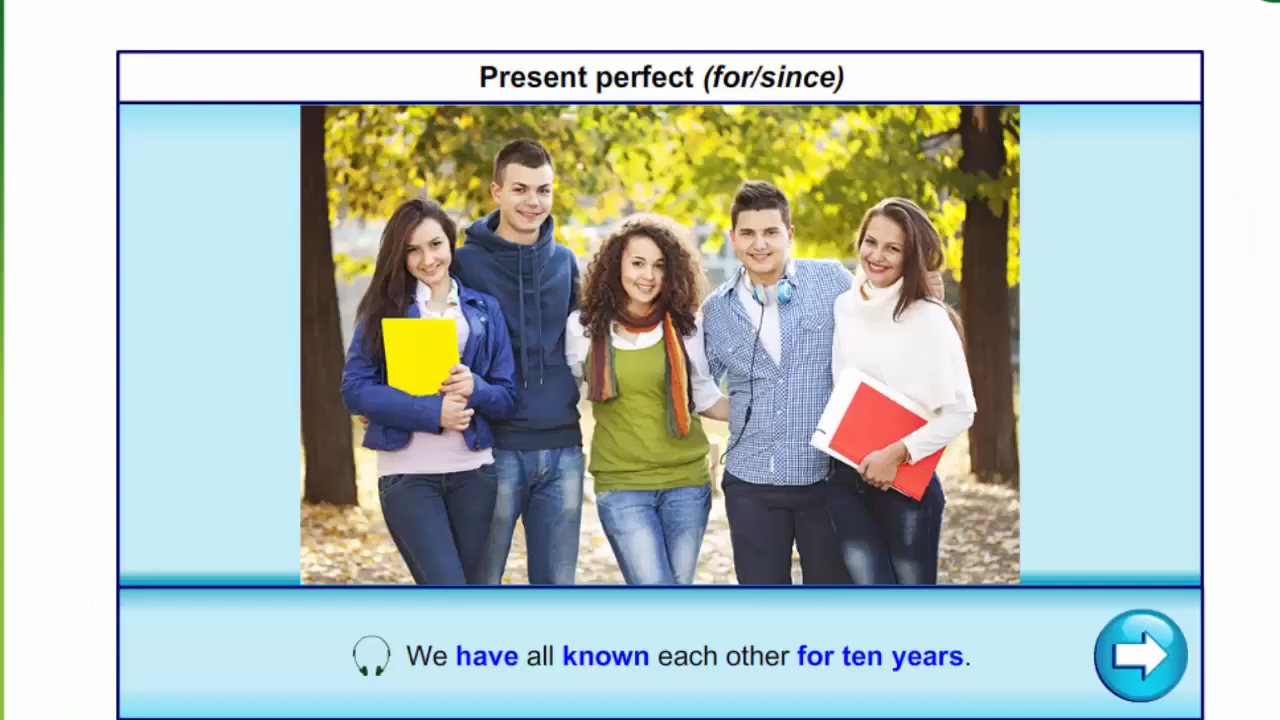 Present perfect (for/since)
We have all known each other for ten years.